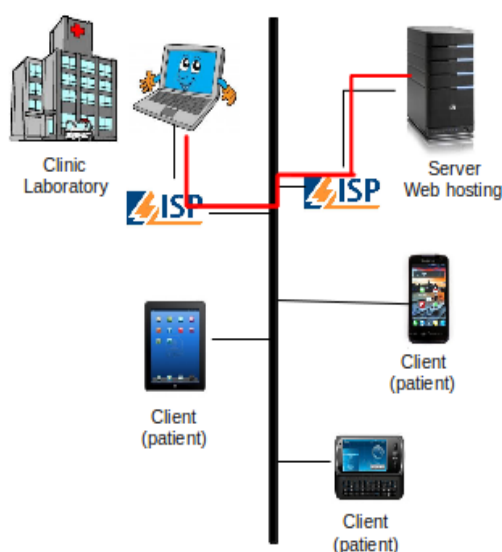 Clinic
Laboratory
ISP
ISP
Server
Web hosting
Client
(patient)
Client
(patient)
Client
(patient)